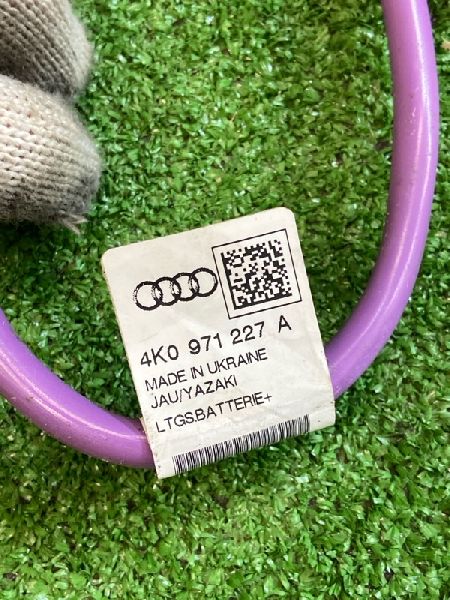 4K0 971 227 A
MADE IN UKRAINE
JAU/YAZAKI
LTGS.BATTERIE+